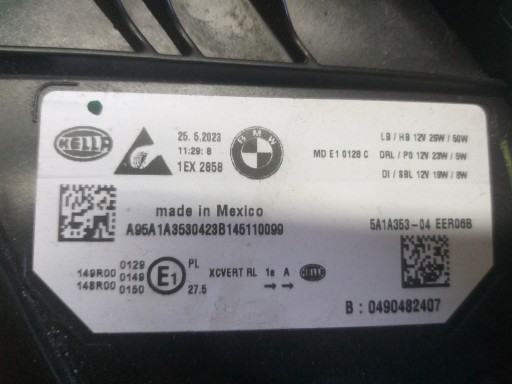 HELLA
25.5.2023
11:29: 8
1EX 2858
BMW
MD E1 0128 C
LB / HB 12V 26W / 50W
DRL / PO 12V 23W / 5W
DI / SBL 12V 19W / 8W
made in Mexico
A95A1A3530423B145110099
5A1A353-04 EER06B
149R00 0129
0149
148R00 0150
E1
PL
27.5
XCVERT RL 1e A
HELLA
B : 0490482407